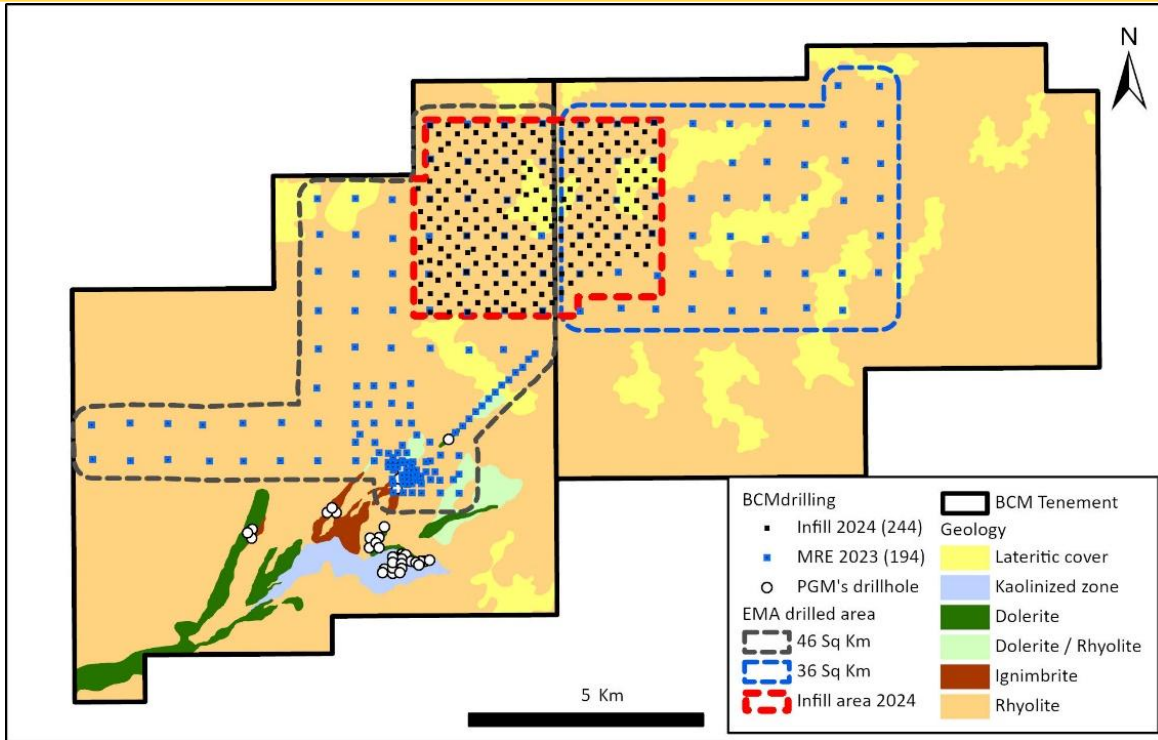 N
BCMdrilling
Infill 2024 (244)
MRE 2023 (194)
PGM's drillhole
EMA drilled area
46 Sq Km
36 Sq Km
Infill area 2024
BCM Tenement
Geology
Lateritic cover
Kaolinized zone
Dolerite
Dolerite / Rhyolite
Ignimbrite
Rhyolite
5 Km